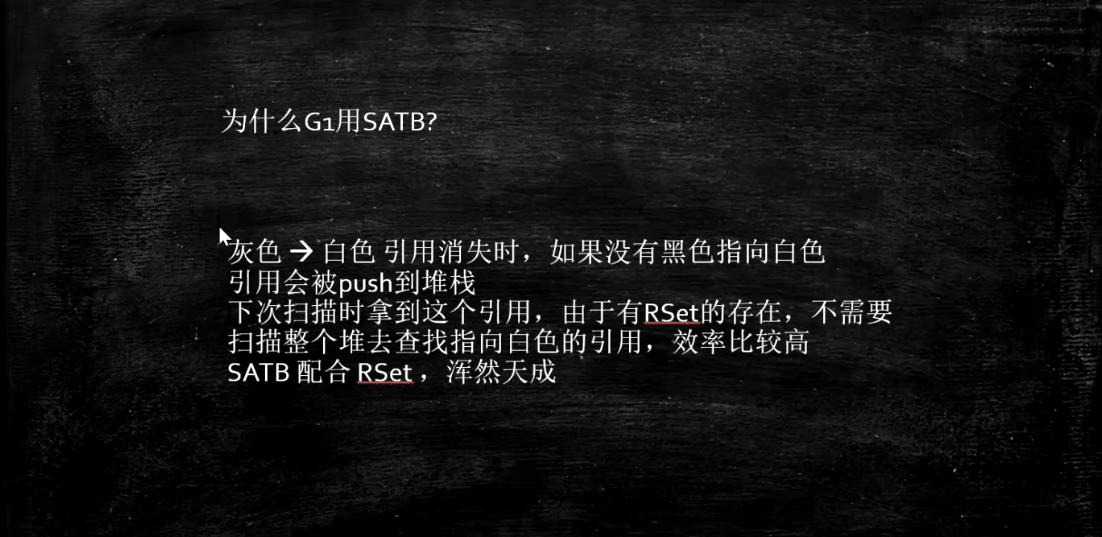 为什么G1用SATB?
灰色 → 白色 引用消失时，如果没有黑色指向白色
引用会被push到堆栈
下次扫描时拿到这个引用，由于有RSet的存在，不需要
扫描整个堆去查找指向白色的引用，效率比较高
SATB 配合 RSet ，浑然天成